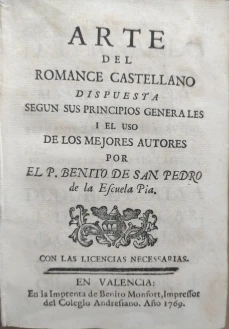 ARTE
DEL
ROMANCE CASTELLANO
DISPUESTA
SEGUN SUS PRINCIPIOS GENERALES
I EL USO
DE LOS MEJORES AUTORES
POR
EL P. BENITO DE SAN PEDRO
de la Eſcuela Pia.
CON LAS LICENCIAS NECESSARIAS.
EN VALENCIA:
En la Imprenta de Benito Monfort, Impreſſor
del Colegio Andreſiano. Año 1769.